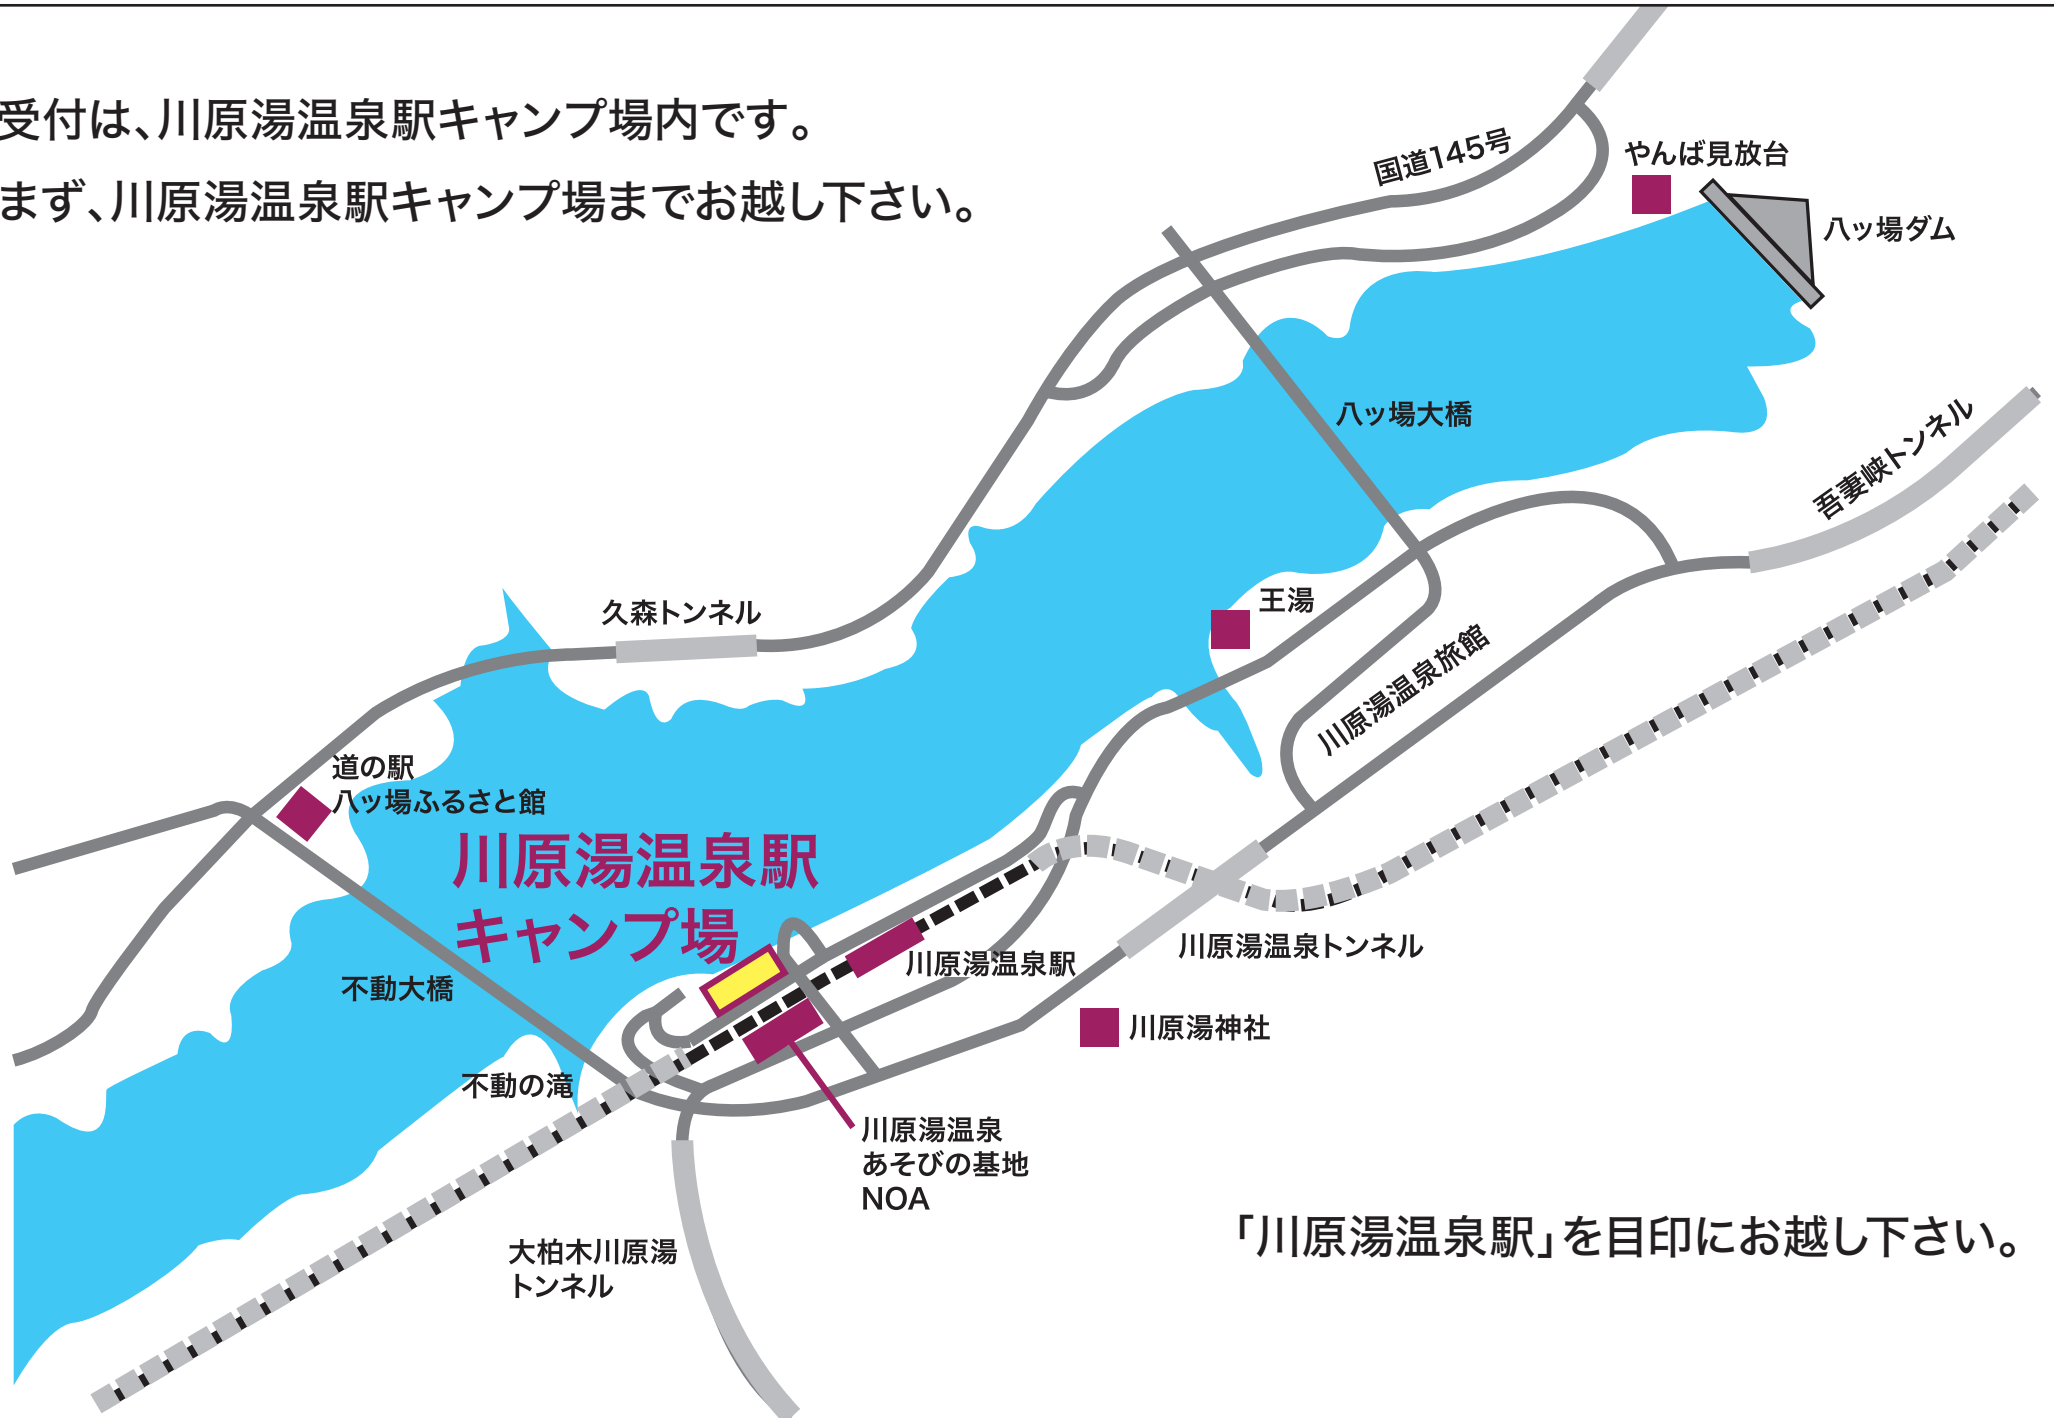 受付は、川原湯温泉駅キャンプ場内です。
まず、川原湯温泉駅キャンプ場までお越し下さい。
国道145号
やんば見放台
八ッ場ダム
八ッ場大橋
吾妻峡トンネル
王湯
久森トンネル
川原湯温泉旅館
道の駅
八ッ場ふるさと館
川原湯温泉駅
キャンプ場
川原湯温泉駅
川原湯温泉トンネル
不動大橋
川原湯神社
不動の滝
川原湯温泉
あそびの基地
NOA
大柏木川原湯
トンネル
「川原湯温泉駅」を目印にお越し下さい。